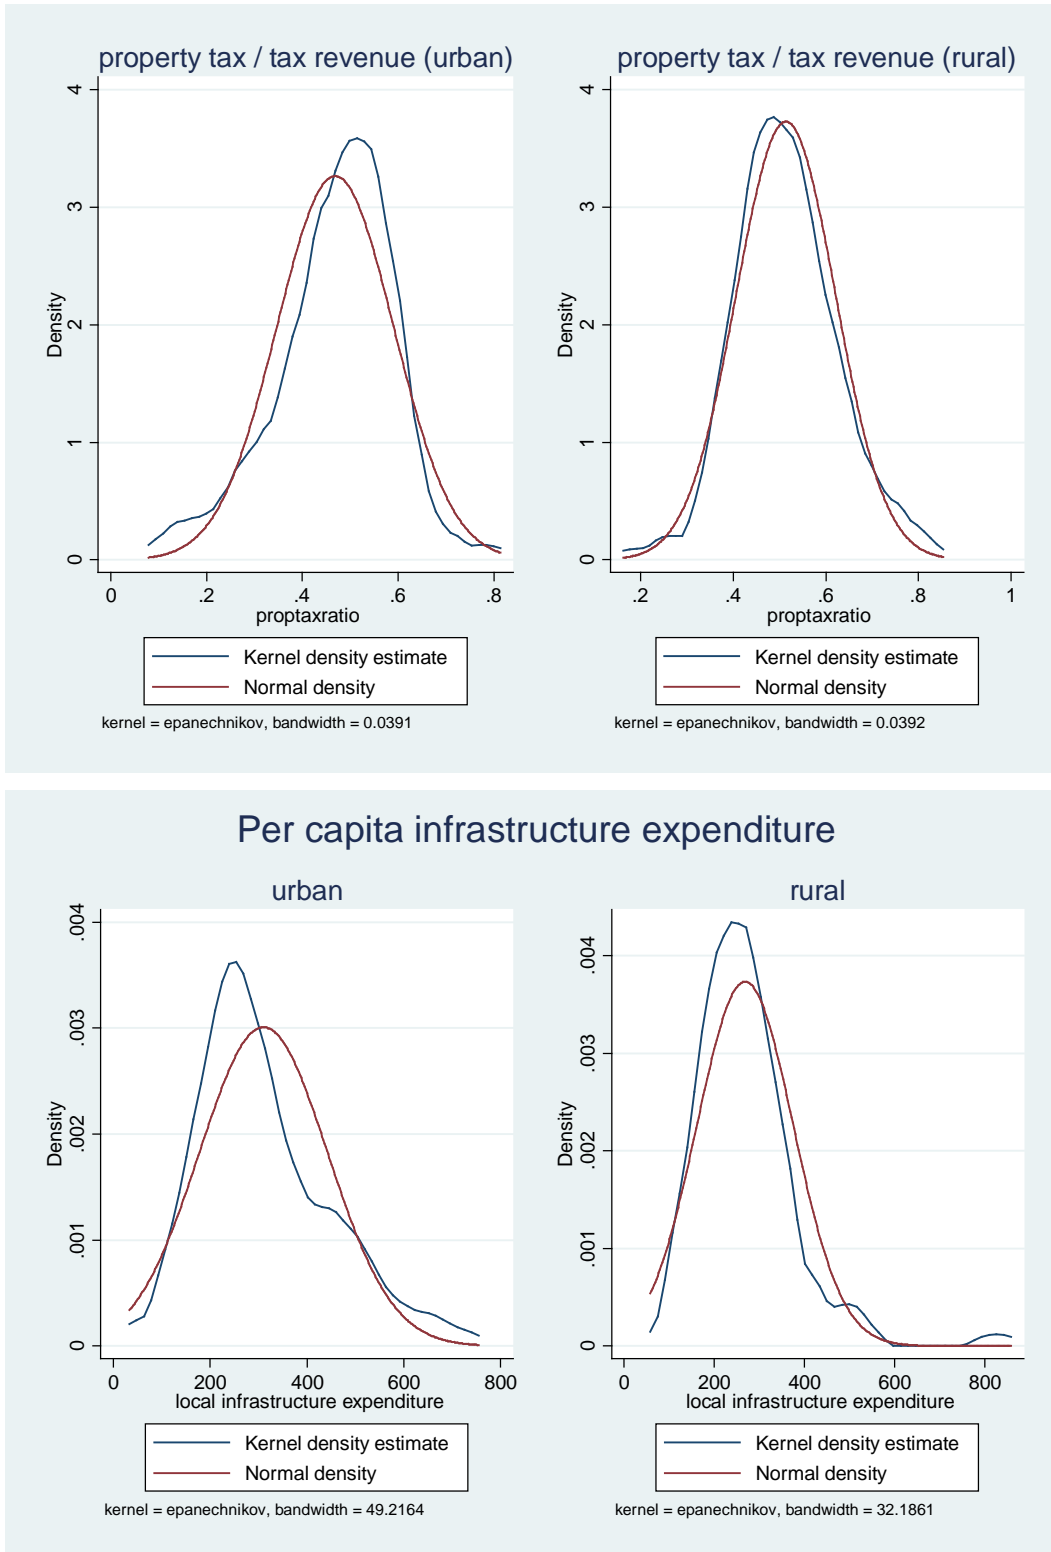 property tax / tax revenue (urban)
4
3
2
1
0
Density
0 .2 .4 .6 .8
proptaxratio
Kernel density estimate
Normal density
kernel = epanechnikov, bandwidth = 0.0391
property tax / tax revenue (rural)
4
3
2
1
0
Density
.2 .4 .6 .8 1
proptaxratio
Kernel density estimate
Normal density
kernel = epanechnikov, bandwidth = 0.0392
Per capita infrastructure expenditure
urban
.004
.003
.002
.001
0
Density
0 200 400 600 800
local infrastructure expenditure
Kernel density estimate
Normal density
kernel = epanechnikov, bandwidth = 49.2164
rural
.004
.003
.002
.001
0
Density
0 200 400 600 800
local infrastructure expenditure
Kernel density estimate
Normal density
kernel = epanechnikov, bandwidth = 32.1861